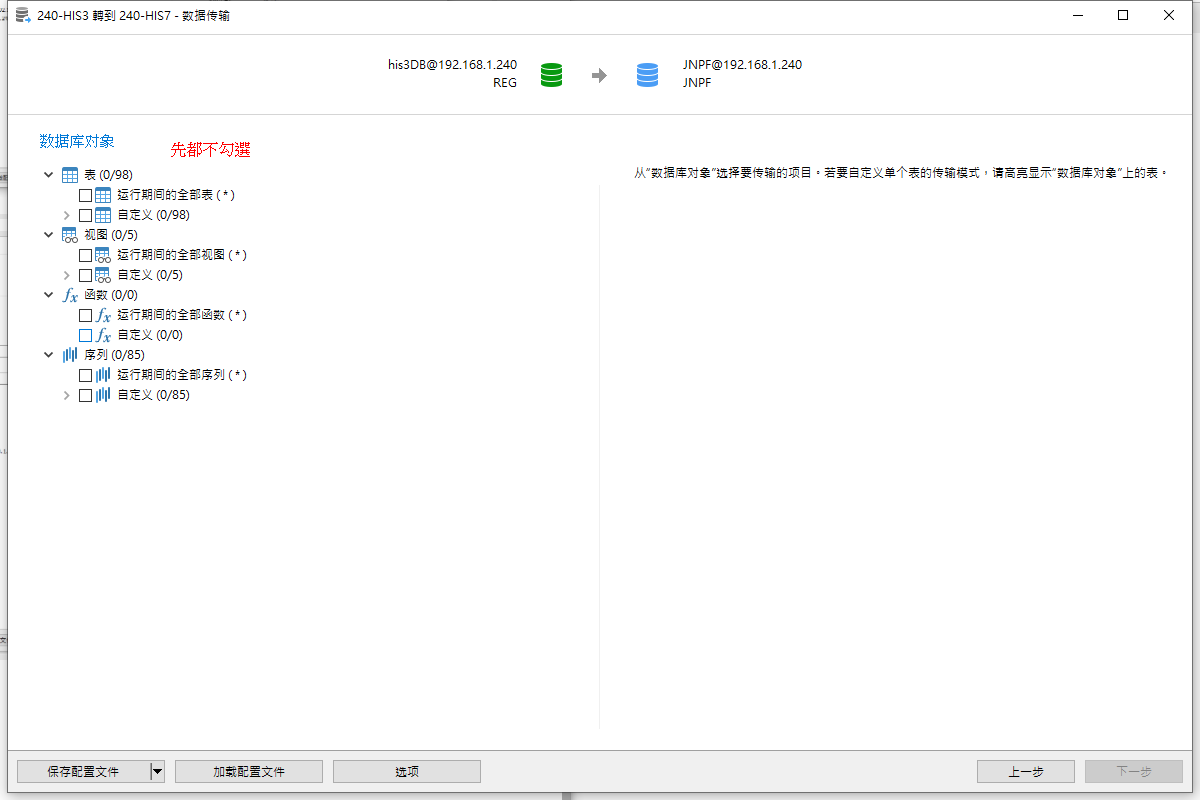 240-HIS3 轉到 240-HIS7 - 数据传输
his3DB@192.168.1.240
REG
JNPF@192.168.1.240
JNPF
数据库对象
先都不勾選
表 (0/98)
运行期间的全部表 (*)
自定义 (0/98)
视图 (0/5)
运行期间的全部视图 (*)
自定义 (0/5)
fx 函数 (0/0)
fx 运行期间的全部函数 (*)
fx 自定义 (0/0)
序列 (0/85)
运行期间的全部序列 (*)
自定义 (0/85)
从"数据库对象"选择要传输的项目。若要自定义单个表的传输模式，请高亮显示"数据库对象"上的表。
保存配置文件
加载配置文件
选项
上一步
下一步